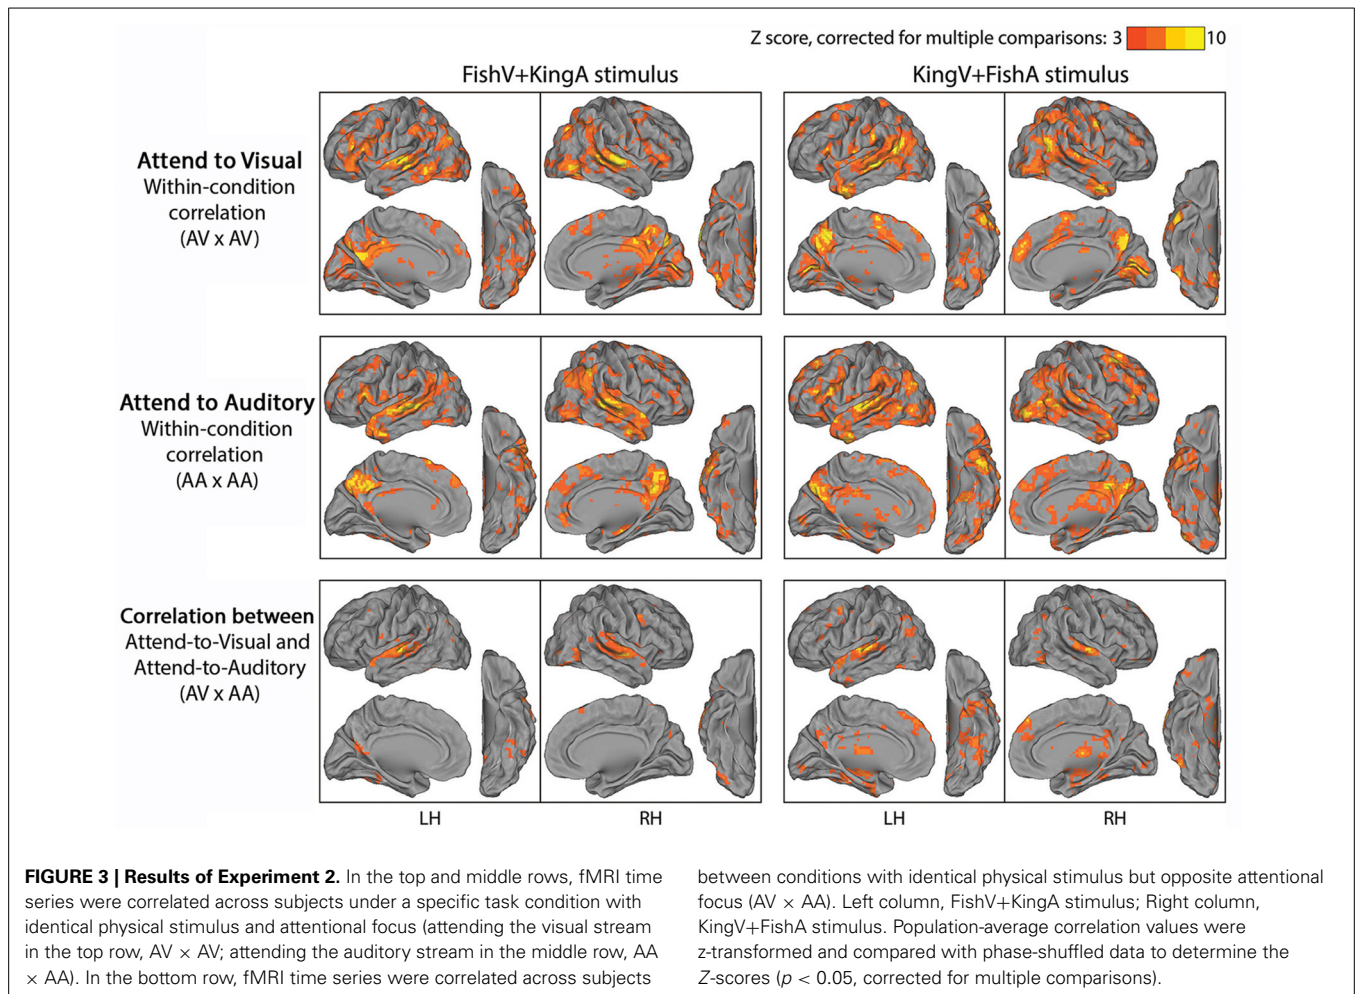 Z score, corrected for multiple comparisons: 3 10
FishV+KingA stimulus
KingV+FishA stimulus
Attend to Visual
Within-condition
correlation
(AV x AV)
Attend to Auditory
Within-condition
correlation
(AA x AA)
Correlation between
Attend-to-Visual and
Attend-to-Auditory
(AV x AA)
LH
RH
LH
RH
FIGURE 3 | Results of Experiment 2. In the top and middle rows, fMRI time
series were correlated across subjects under a specific task condition with
identical physical stimulus and attentional focus (attending the visual stream
in the top row, AV × AV; attending the auditory stream in the middle row, AA
× AA). In the bottom row, fMRI time series were correlated across subjects
between conditions with identical physical stimulus but opposite attentional
focus (AV × AA). Left column, FishV+KingA stimulus; Right column,
KingV+FishA stimulus. Population-average correlation values were
z-transformed and compared with phase-shuffled data to determine the
Z-scores (p < 0.05, corrected for multiple comparisons).